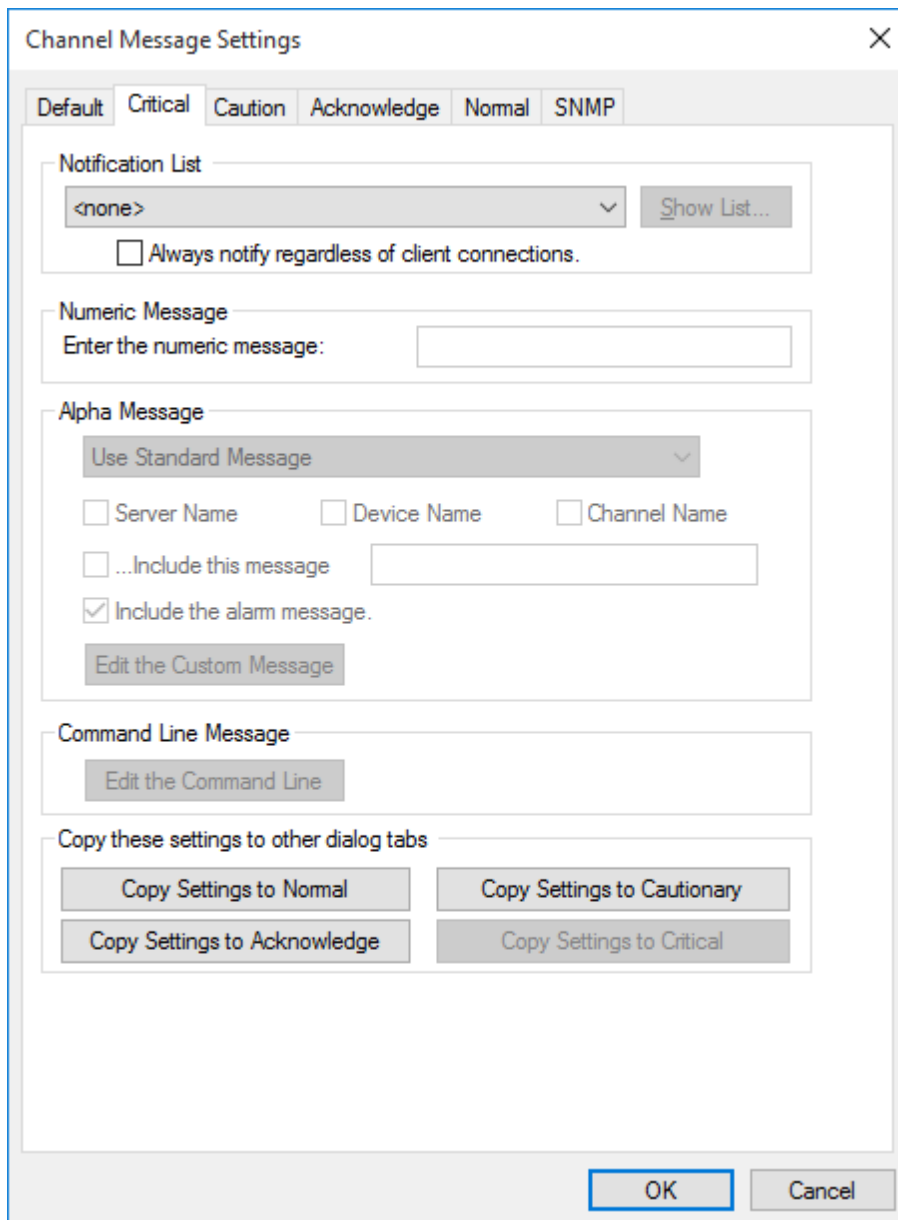 Channel Message Settings
Default Critical Caution Acknowledge Normal SNMP
Notification List
<none> Show List...
Always notify regardless of client connections.
Numeric Message
Enter the numeric message:
Alpha Message
Use Standard Message
Server Name Device Name Channel Name
...Include this message
Include the alarm message.
Edit the Custom Message
Command Line Message
Edit the Command Line
Copy these settings to other dialog tabs
Copy Settings to Normal Copy Settings to Cautionary
Copy Settings to Acknowledge Copy Settings to Critical
OK Cancel